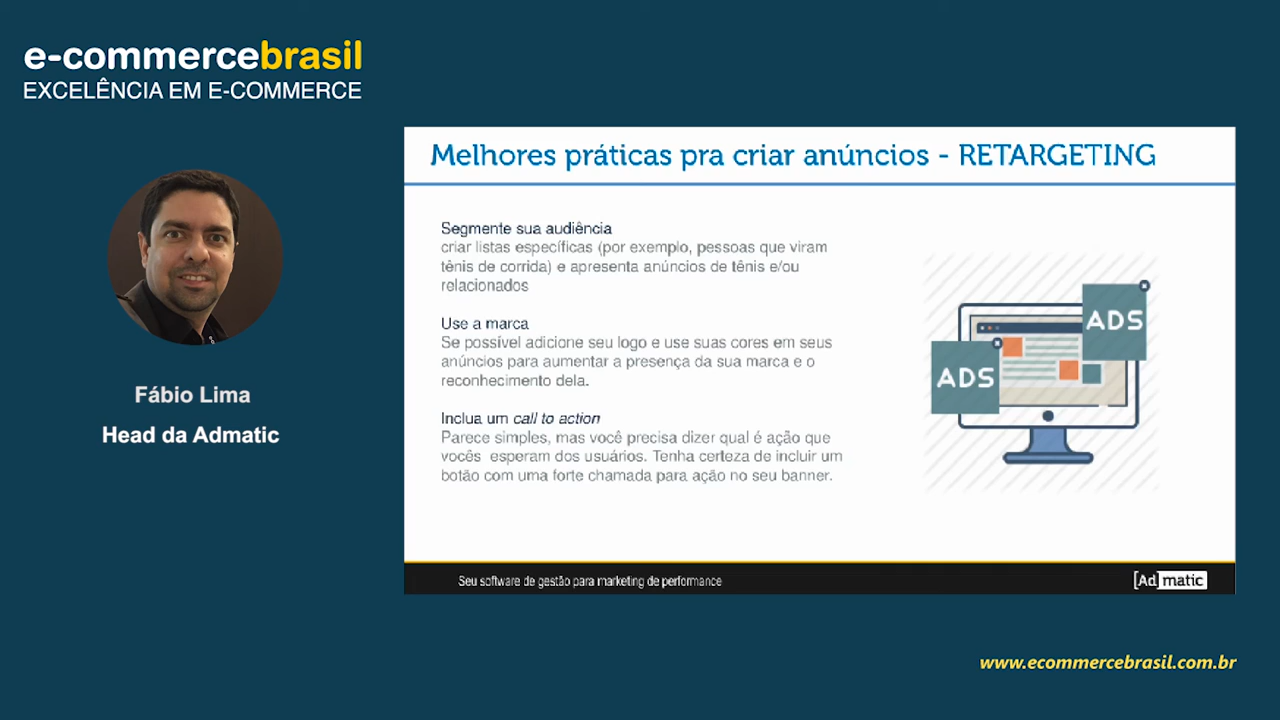 e-commercebrasil
EXCELÊNCIA EM E-COMMERCE
Fábio Lima
Head da Admatic
Melhores práticas pra criar anúncios - RETARGETING
Segmente sua audiência
criar listas específicas (por exemplo, pessoas que viram
tênis de corrida) e apresenta anúncios de tênis e/ou
relacionados
Use a marca
Se possível adicione seu logo e use suas cores em seus
anúncios para aumentar a presença da sua marca e o
reconhecimento dela.
Inclua um call to action
Parece simples, mas você precisa dizer qual é ação que
vocês esperam dos usuários. Tenha certeza de incluir um
botão com uma forte chamada para ação no seu banner.
ADS
ADS
Seu software de gestão para marketing de performance
[Ad]matic
www.ecommercebrasil.com.br